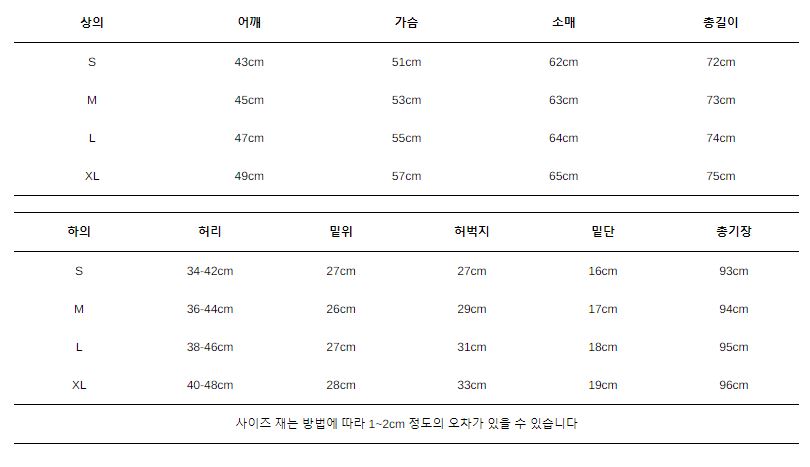 상의 어깨 가슴 소매 총길이
S 43cm 51cm 62cm 72cm
M 45cm 53cm 63cm 73cm
L 47cm 55cm 64cm 74cm
XL 49cm 57cm 65cm 75cm
하의 허리 밑위 허벅지 밑단 총기장
S 34-42cm 27cm 27cm 16cm 93cm
M 36-44cm 26cm 29cm 17cm 94cm
L 38-46cm 27cm 31cm 18cm 95cm
XL 40-48cm 28cm 33cm 19cm 96cm
사이즈 재는 방법에 따라 1~2cm 정도의 오차가 있을 수 있습니다